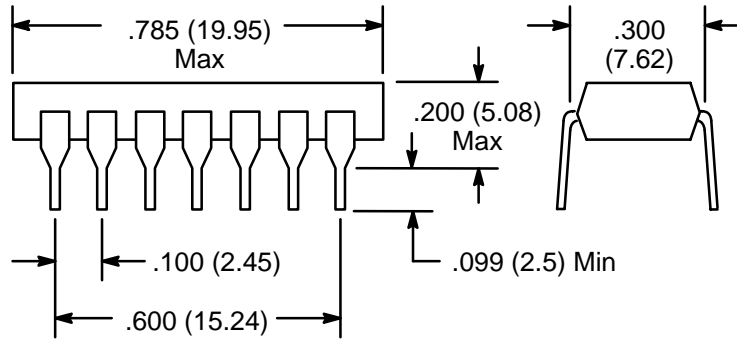 .785 (19.95)
Max
.300
(7.62)
.200 (5.08)
Max
.100 (2.45)
.099 (2.5) Min
.600 (15.24)